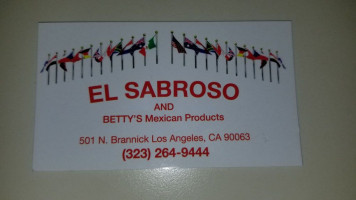 EL SABROSO
AND
BETTY'S Mexican Products
501 N. Brannick Los Angeles, CA 90063
(323) 264-9444